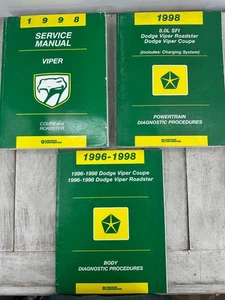 1998
SERVICE
MANUAL
VIPER
COUPE and
ROADSTER
1998
8.0L SFI
Dodge Viper Roadster
Dodge Viper Coupe
(Includes: Charging System)
POWERTRAIN
DIAGNOSTIC PROCEDURES
1996-1998
1996-1998 Dodge Viper Coupe
1996-1998 Dodge Viper Roadster
BODY
DIAGNOSTIC PROCEDURES